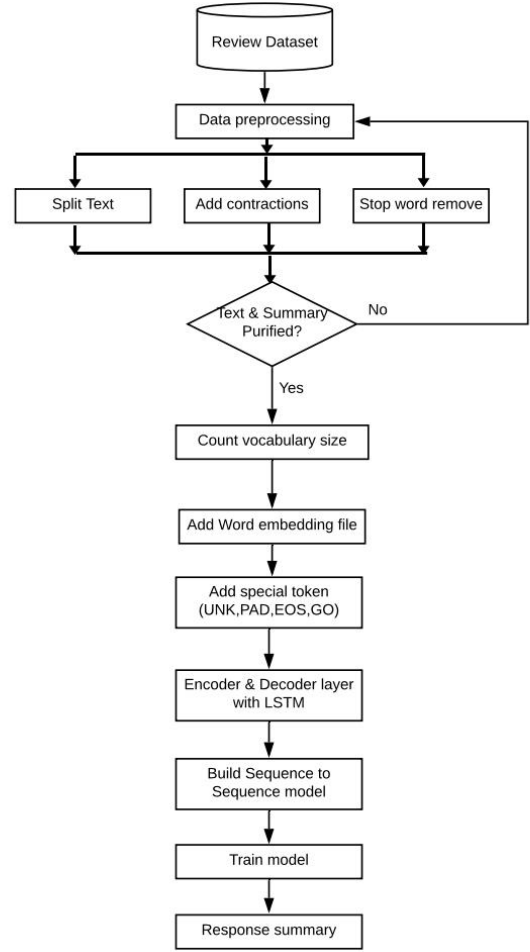 Review Dataset
Data preprocessing
Split Text
Add contractions
Stop word remove
Text & Summary
Purified?
No
Yes
Count vocabulary size
Add Word embedding file
Add special token
(UNK,PAD,EOS,GO)
Encoder & Decoder layer
with LSTM
Build Sequence to
Sequence model
Train model
Response summary